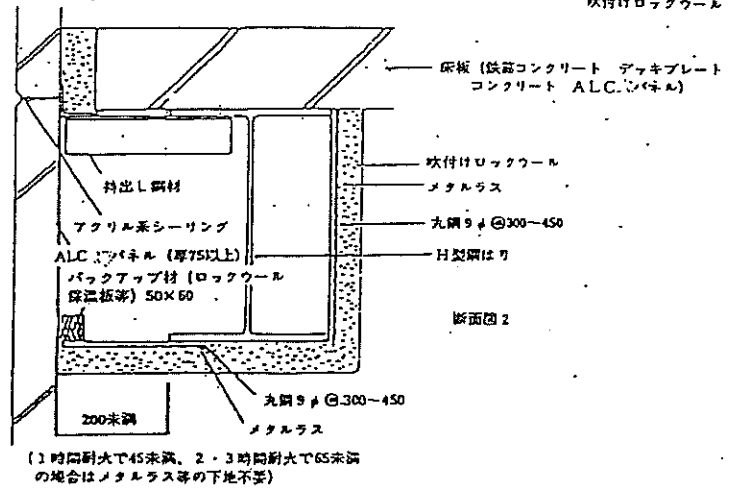 吹付けロックウール
床板（鉄筋コンクリート デッキプレート
コンクリート ALCパネル）
吹付けロックウール
メタルラス
持出し鋼材
丸鋼9φ@300〜450
アクリル系シーリング
ALCパネル（厚75以上）
H型鋼はり
バックアップ材（ロックウール
保温板等）50×60
断面図2
丸鋼9φ@300〜450
200未満
メタルラス
（1時間耐火で45未満、2・3時間耐火で65未満
の場合はメタルラス等の下地不要）